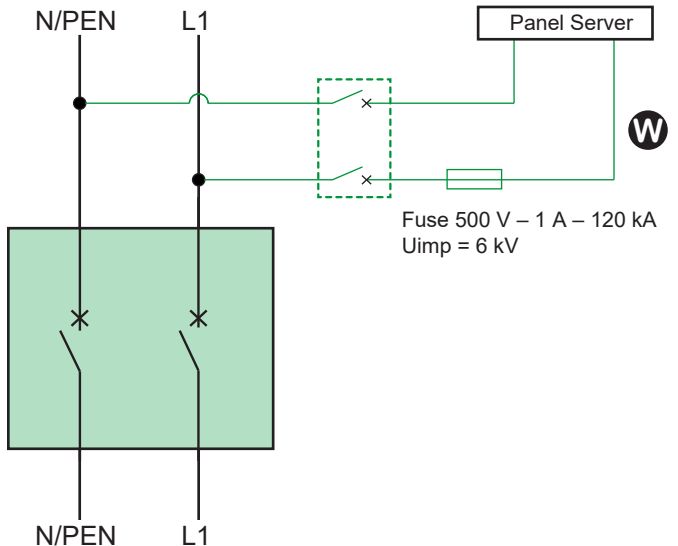 N/PEN L1
Panel Server
W
Fuse 500 V – 1 A – 120 kA
Uimp = 6 kV
N/PEN L1